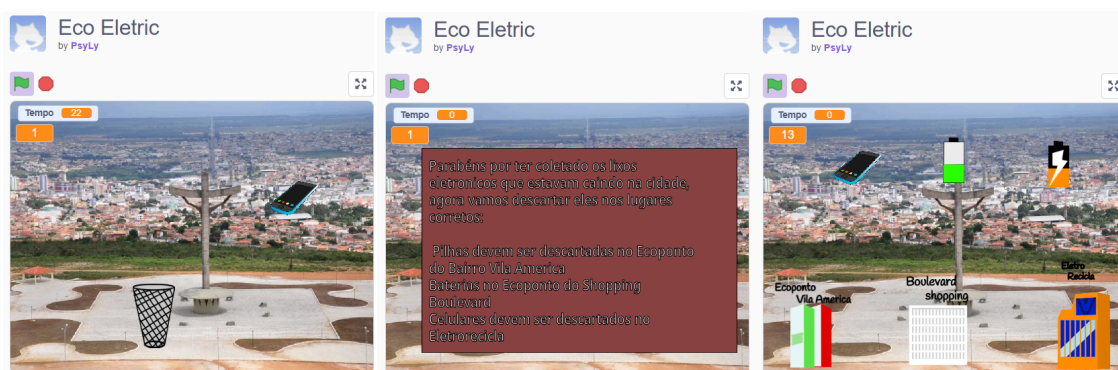 Eco Eletric
by PsyLy
Tempo 22
1
Eco Eletric
by PsyLy
Tempo 0
1
Parabéns por ter coletado os lixos
eletronicos que estavam caindo na cidade,
agora vamos descartar eles nos lugares
corretos:
Pilhas devem ser descartadas no Ecoponto
do Bairro Vila America
Baterias no Ecoponto do Shopping
Boulevard
Celulares devem ser descartados no
Eletrorecicla
Eco Eletric
by PsyLy
Tempo 0
13
Ecoponto
Vila America
Boulevard
shopping
Eletro
Recicla